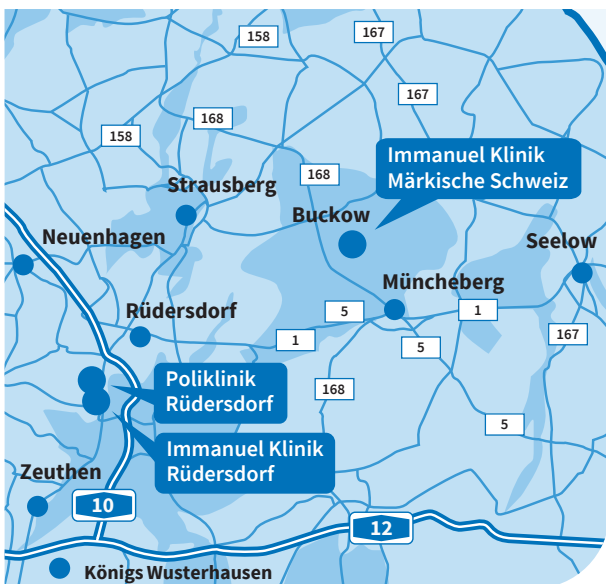 158
167
167
168
158
168
Immanuel Klinik
Märkische Schweiz
Strausberg
Buckow
Neuenhagen
Seelow
Müncheberg
Rüdersdorf
5
1
1
5
167
Poliklinik
Rüdersdorf
168
5
Immanuel Klinik
Rüdersdorf
Zeuthen
10
12
Königs Wusterhausen